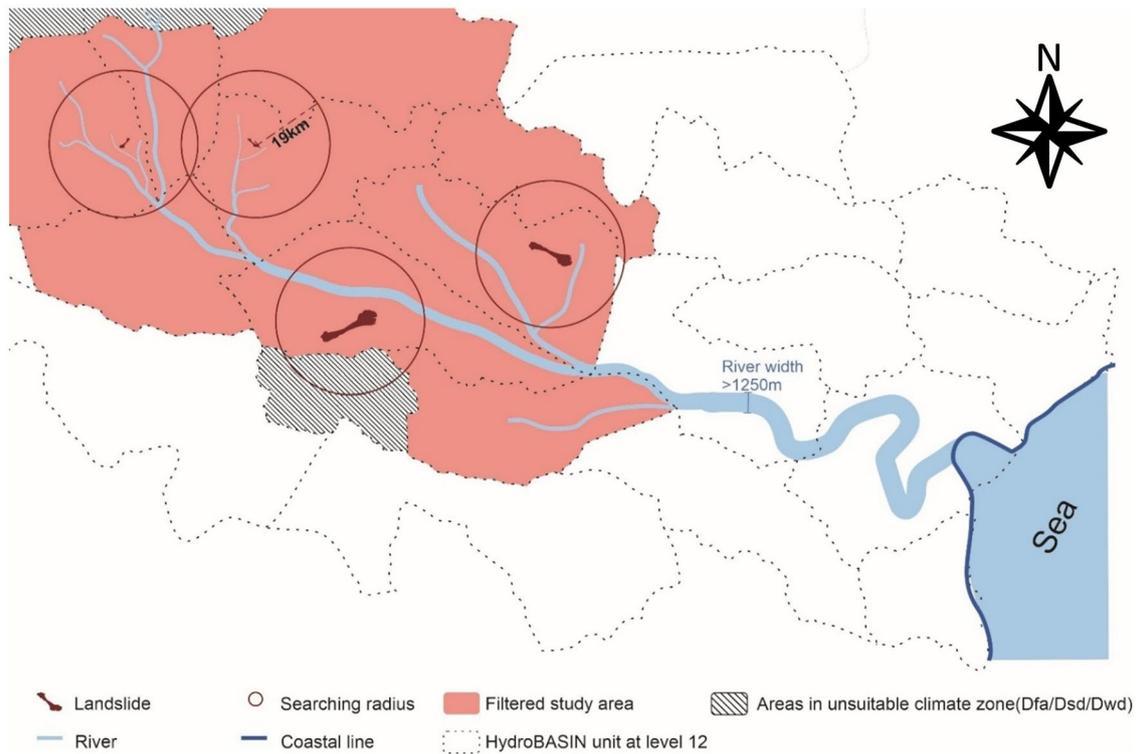 N
19km
River width
>1250m
Sea
Landslide
Searching radius
Filtered study area
Areas in unsuitable climate zone(Dfa/Dsd/Dwd)
River
Coastal line
HydroBASIN unit at level 12